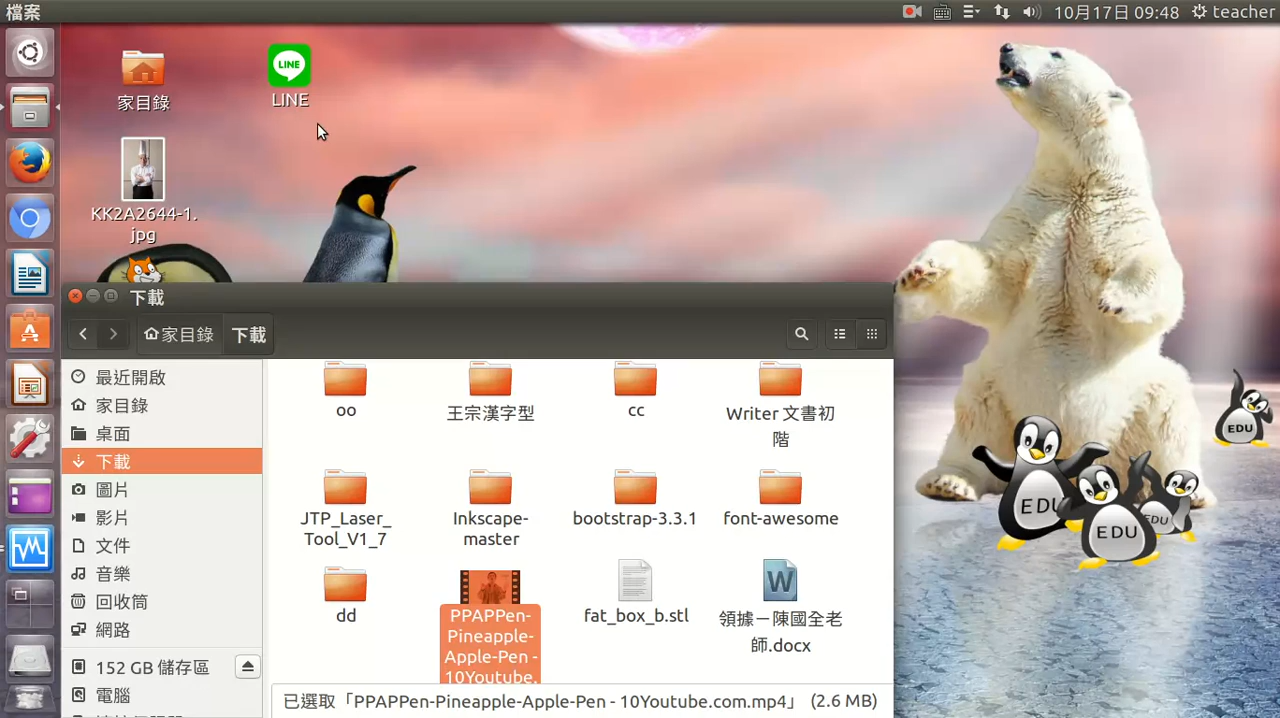 檔案
10月17日 09:48
teacher
家目錄
LINE
LINE
KK2A2644-1.
jpg
下載
家目錄
下載
最近開啟
家目錄
桌面
下載
圖片
影片
文件
音樂
回收筒
網路
152 GB 儲存區
電腦
oo
王宗漢字型
cc
Writer 文書初
階
JTP_Laser_
Tool_V1_7
Inkscape-
master
bootstrap-3.3.1
font-awesome
dd
PPAPPen-
Pineapple-
Apple-Pen -
10Youtube.
fat_box_b.stl
W
領據－陳國全老
師.docx
已選取「PPAPPen-Pineapple-Apple-Pen - 10Youtube.com.mp4」 (2.6 MB)
EDU
EDU
EDU
EDU